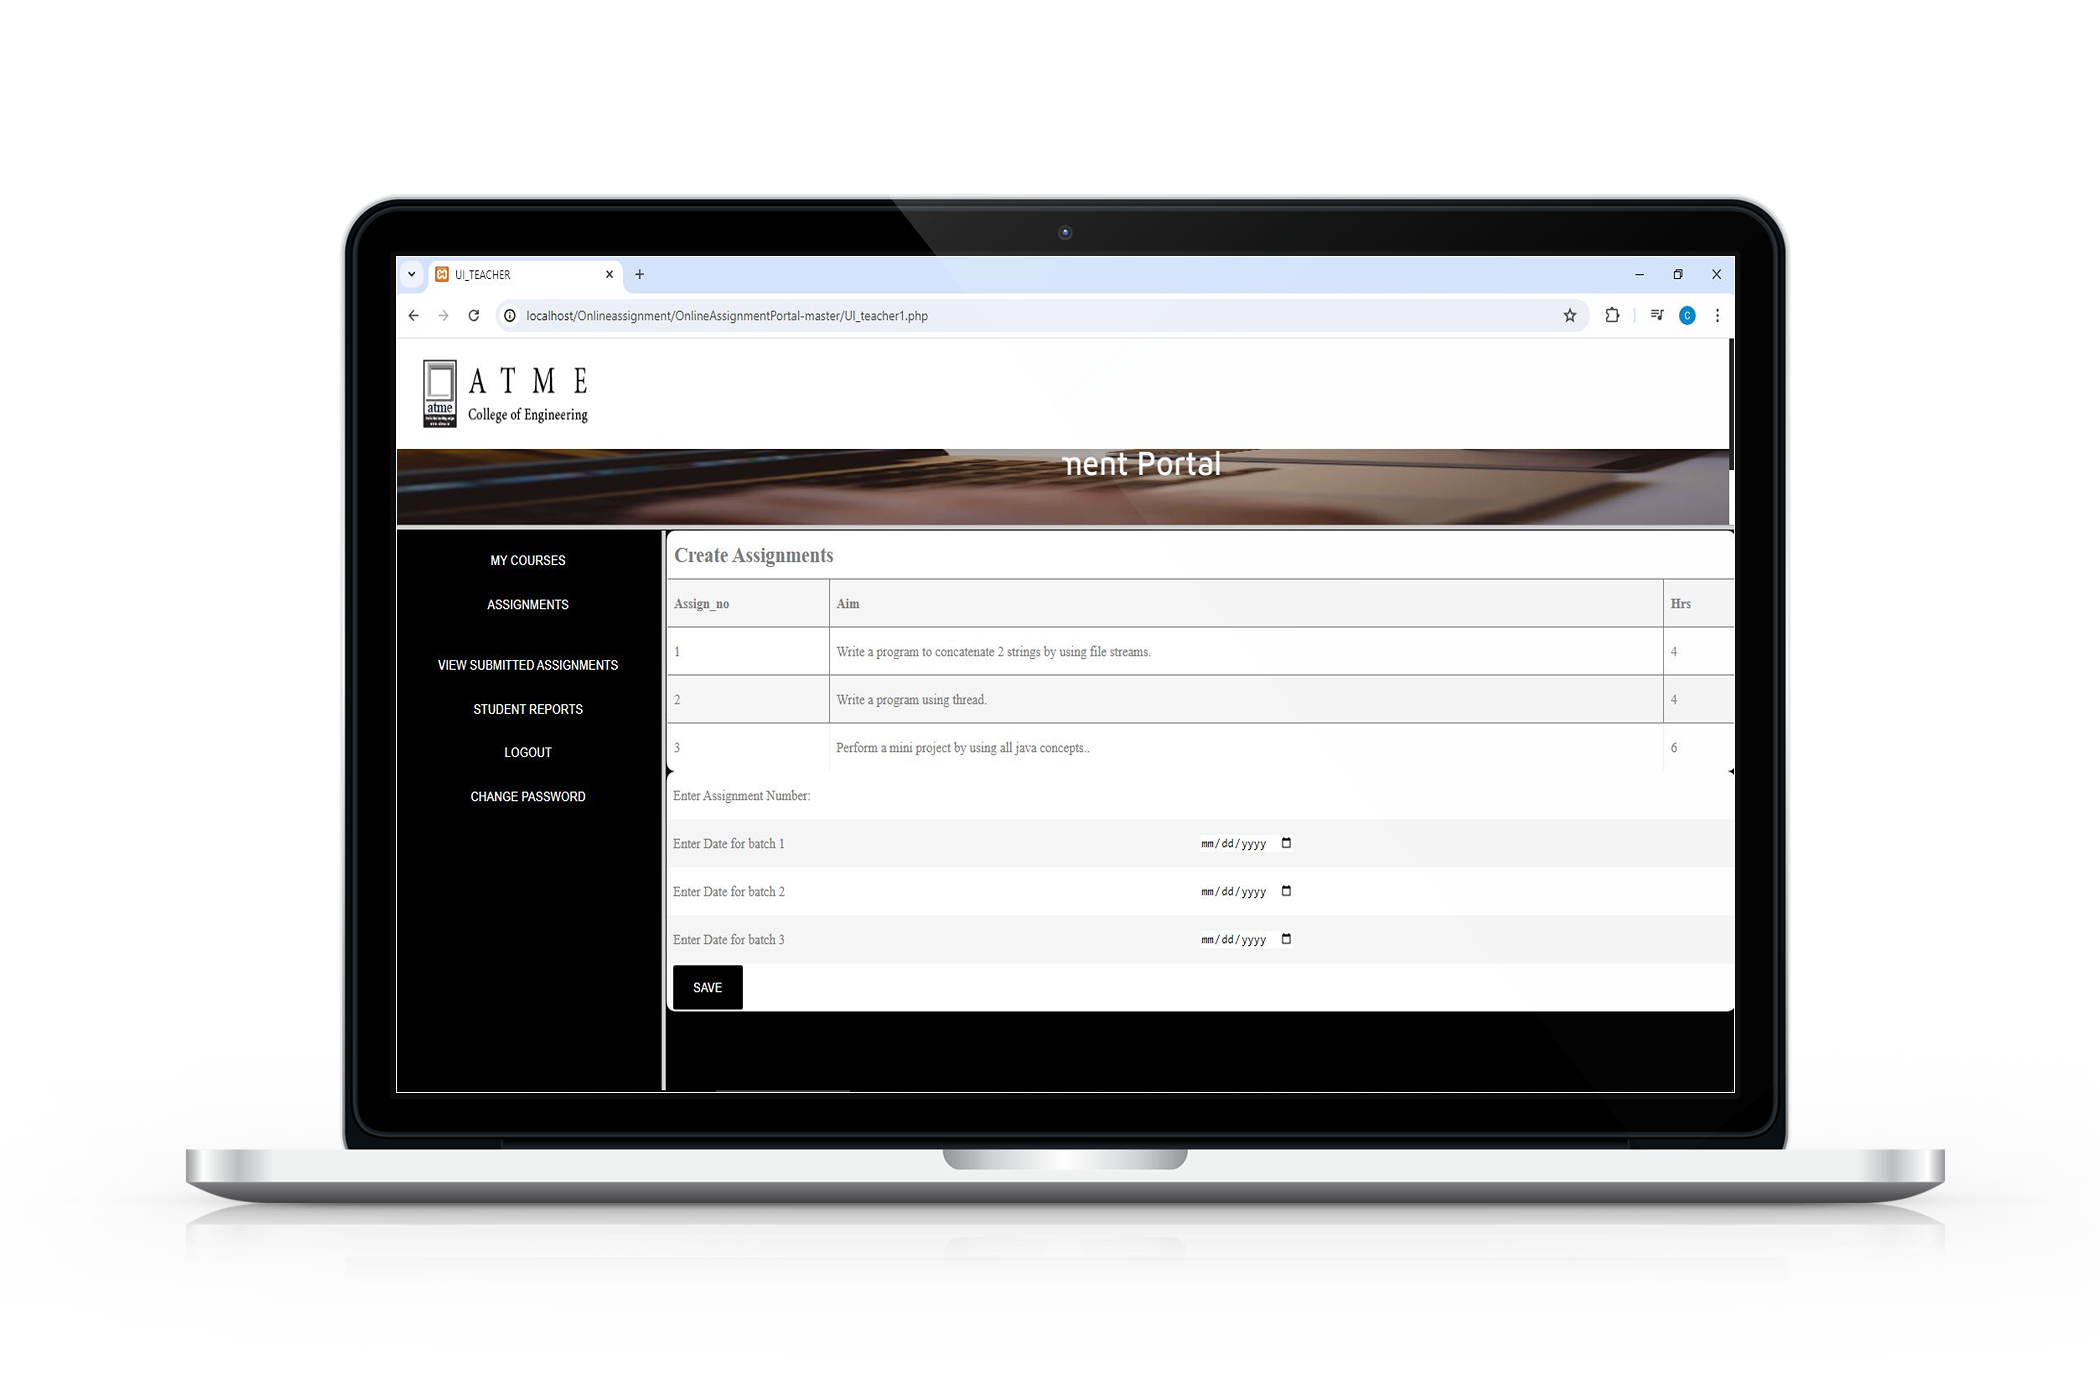 UI_TEACHER
localhost/Onlineassignment/OnlineAssignmentPortal-master/UI_teacher1.php
C
atme
A T M E
College of Engineering
ment Portal
MY COURSES
ASSIGNMENTS
VIEW SUBMITTED ASSIGNMENTS
STUDENT REPORTS
LOGOUT
CHANGE PASSWORD
Create Assignments
Assign_no Aim Hrs
1 Write a program to concatenate 2 strings by using file streams. 4
2 Write a program using thread. 4
3 Perform a mini project by using all java concepts.. 6
Enter Assignment Number:
Enter Date for batch 1 mm/dd/yyyy
Enter Date for batch 2 mm/dd/yyyy
Enter Date for batch 3 mm/dd/yyyy
SAVE